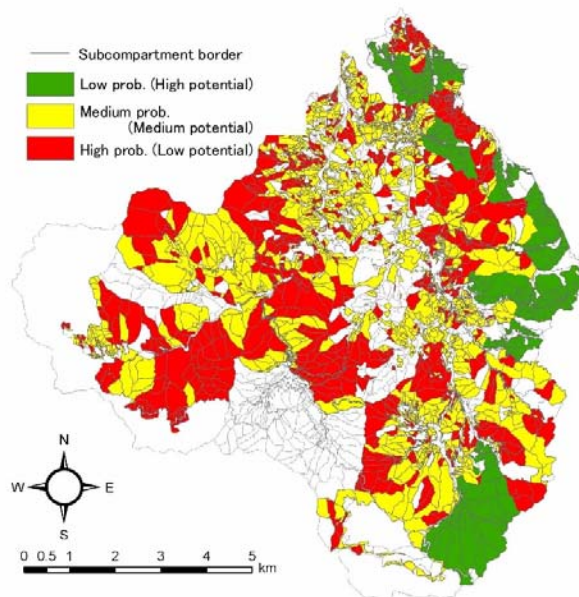 Subcompartment border
Low prob. (High potential)
Medium prob.
(Medium potential)
High prob. (Low potential)
N
W E
S
0 0.5 1 2 3 4 5
km